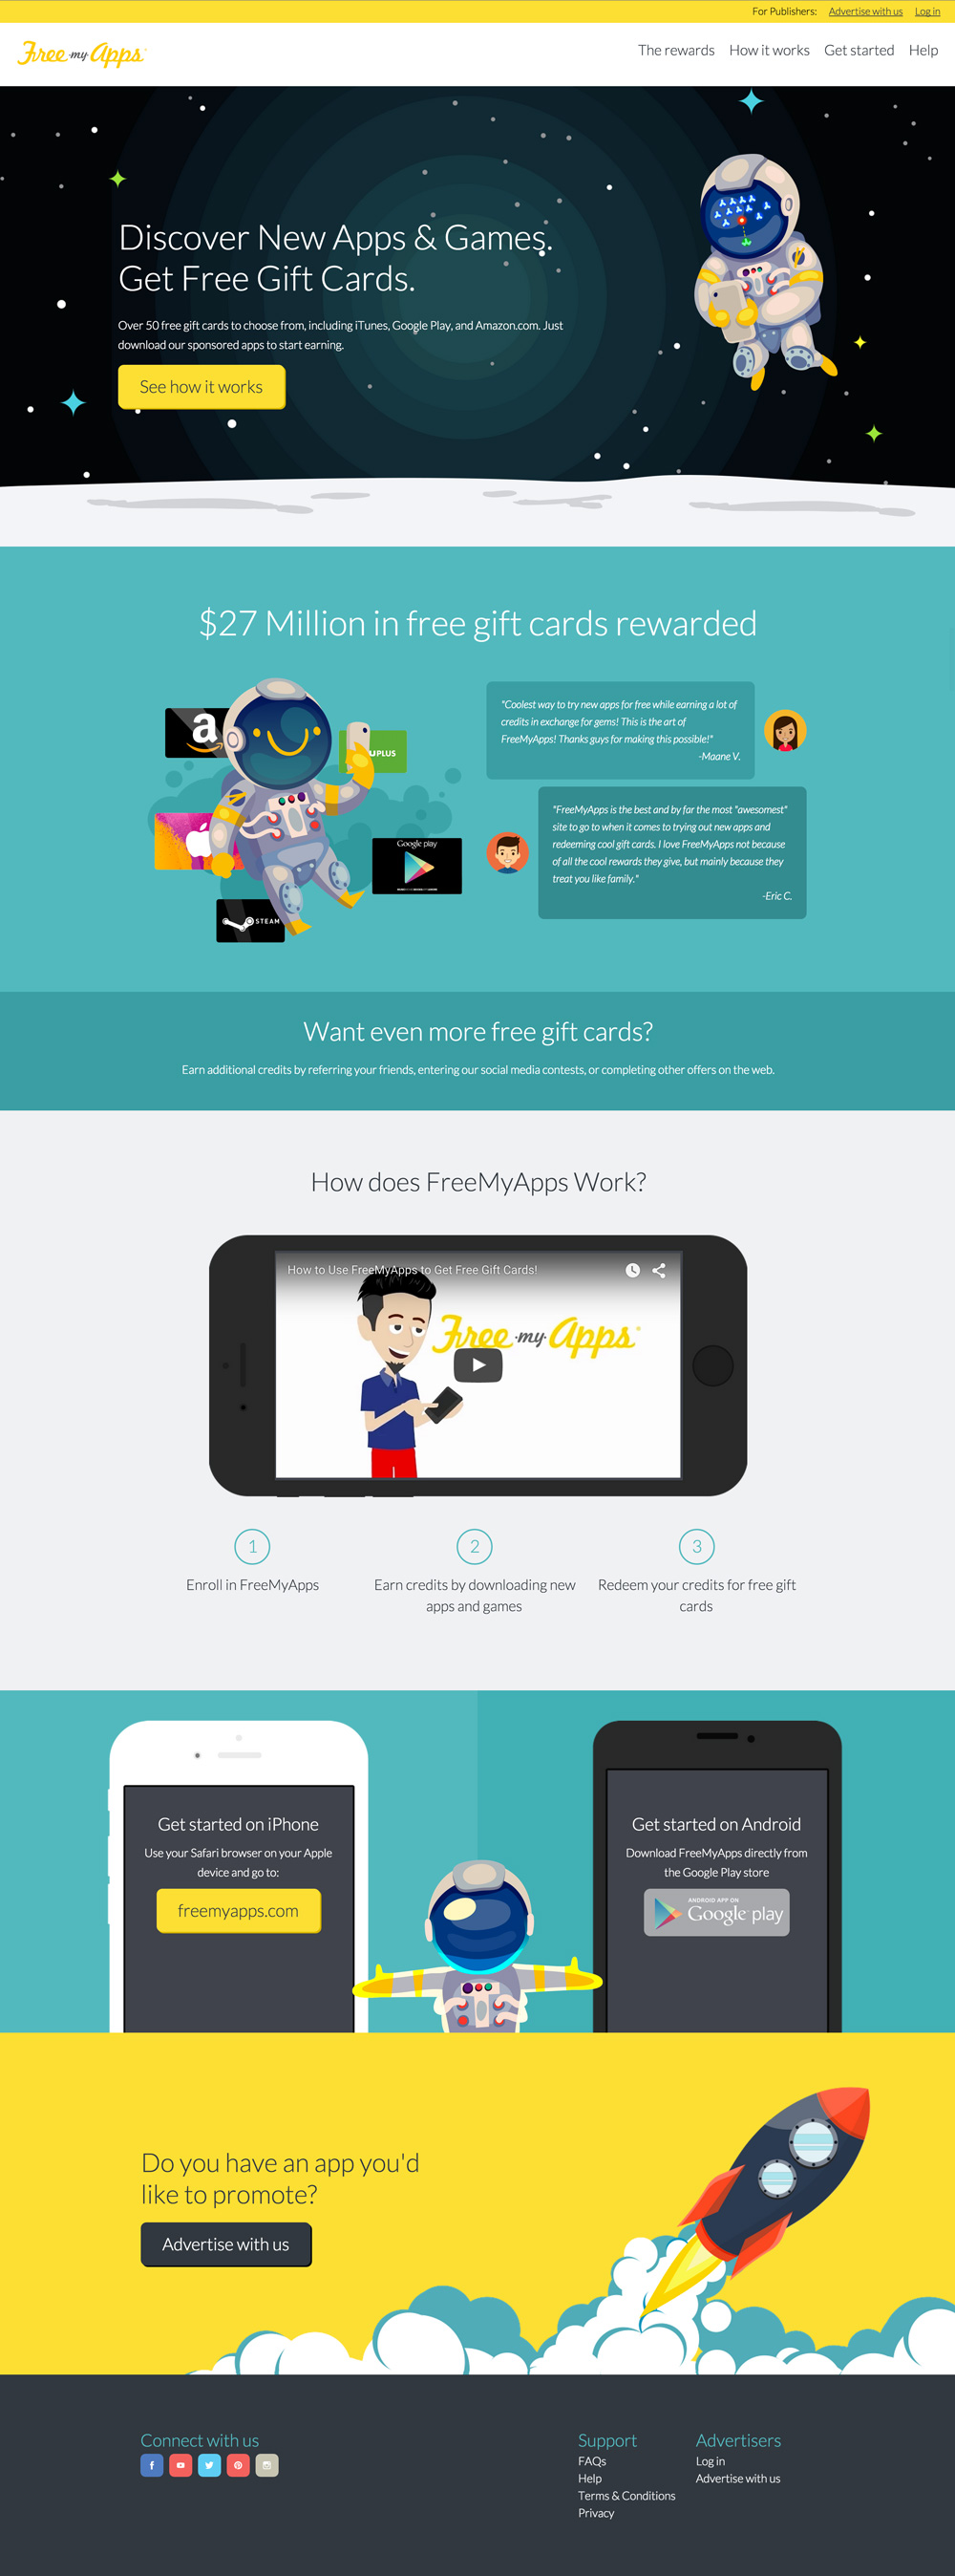 For Publishers: Advertise with us Log in
Free my Apps
The rewards How it works Get started Help
Discover New Apps & Games.
Get Free Gift Cards.
Over 50 free gift cards to choose from, including iTunes, Google Play, and Amazon.com. Just
download our sponsored apps to start earning.
See how it works
$27 Million in free gift cards rewarded
a
PLUS
Google play
STEAM
"Coolest way to try new apps for free while earning a lot of
credits in exchange for gems! This is the art of
FreeMyApps! Thanks guys for making this possible!"
-Maane V.
"FreeMyApps is the best and by far the most "awesomest"
site to go to when it comes to trying out new apps and
redeeming cool gift cards. I love FreeMyApps not because
of all the cool rewards they give, but mainly because they
treat you like family."
-Eric C.
Want even more free gift cards?
Earn additional credits by referring your friends, entering our social media contests, or completing other offers on the web.
How does FreeMyApps Work?
How to Use FreeMyApps to Get Free Gift Cards!
Free my Apps
1
Enroll in FreeMyApps
2
Earn credits by downloading new
apps and games
3
Redeem your credits for free gift
cards
Get started on iPhone
Use your Safari browser on your Apple
device and go to:
freemyapps.com
Get started on Android
Download FreeMyApps directly from
the Google Play store
ANDROID APP ON
Google play
Do you have an app you'd
like to promote?
Advertise with us
Connect with us
Support
FAQs
Help
Terms & Conditions
Privacy
Advertisers
Log in
Advertise with us